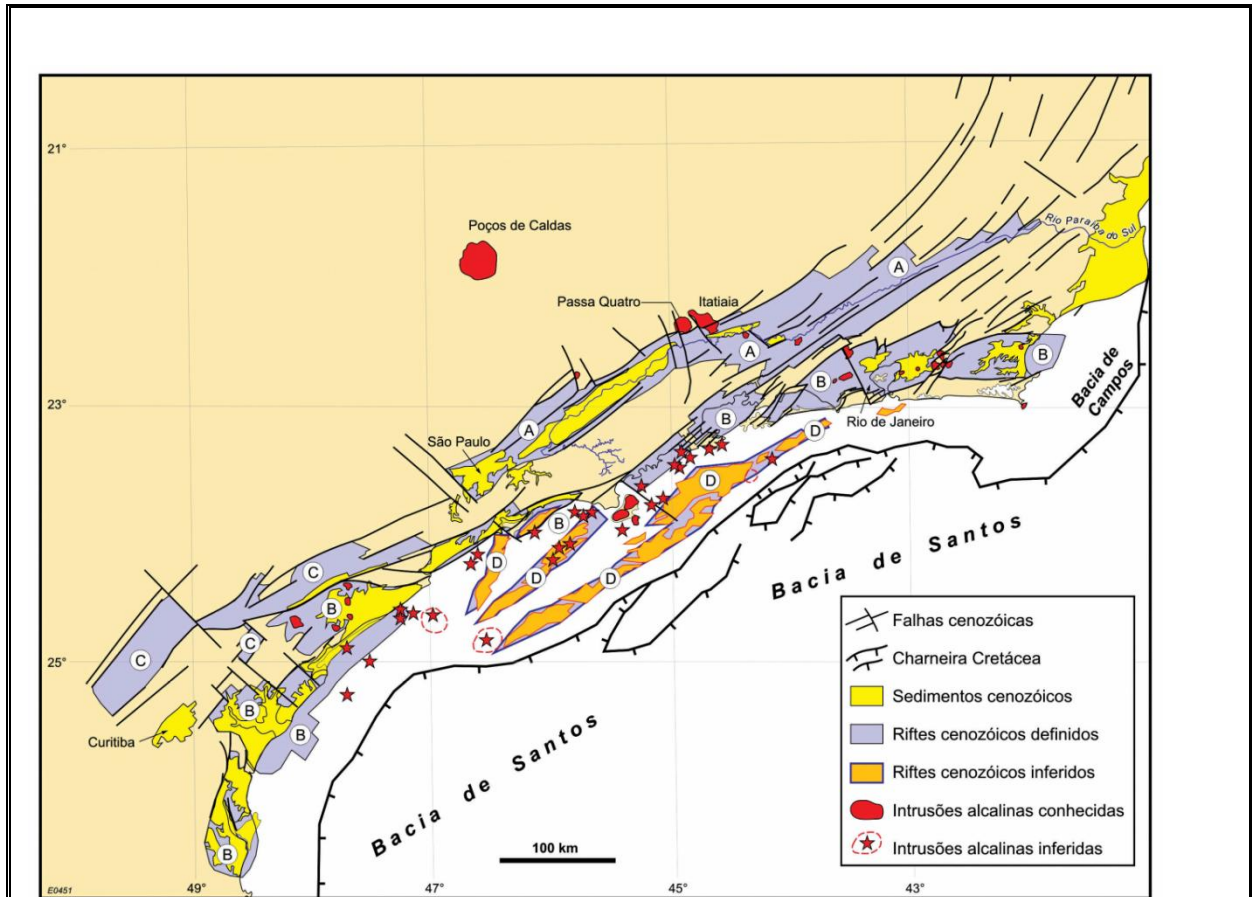 21°
Poços de Caldas
Rio Paraíba do Sul
A
Passa Quatro
Itatiaia
A
B
B
Bacia de
Campos
23°
A
B
D
Rio de Janeiro
São Paulo
D
B
C
D
D
D
Bacia de Santos
B
C
C
25°
B
B
Curitiba
Bacia de Santos
B
Falhas cenozóicas
Charneira Cretácea
Sedimentos cenozóicos
Riftes cenozóicos definidos
Riftes cenozóicos inferidos
Intrusões alcalinas conhecidas
Intrusões alcalinas inferidas
100 km
E0451
49°
47°
45°
43°